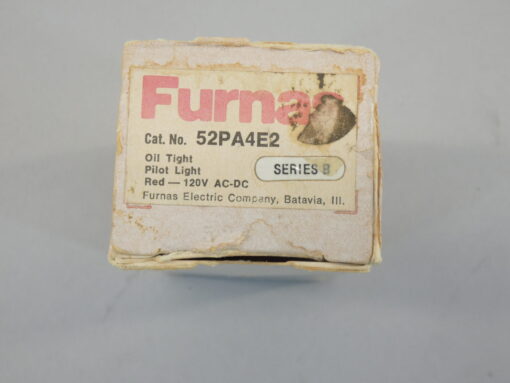 Furnas
Cat. No. 52PA4E2
Oil Tight
Pilot Light
SERIES B
Red — 120V AC-DC
Furnas Electric Company, Batavia, Ill.